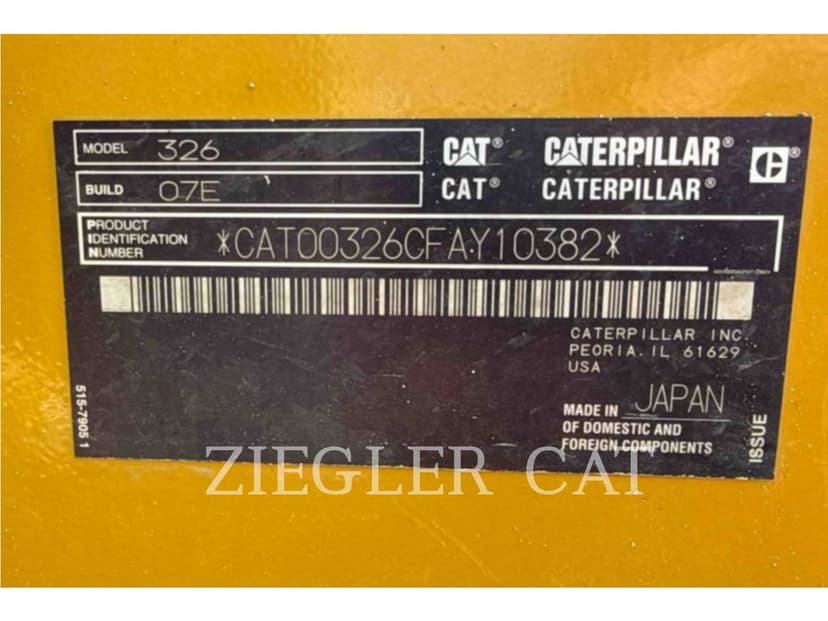 MODEL 326
BUILD 07E
CAT® CATERPILLAR®
CAT® CATERPILLAR®
PRODUCT
IDENTIFICATION
NUMBER
*CAT00326CFAY10382*
CATERPILLAR INC.
PEORIA, IL 61629
USA
MADE IN JAPAN
OF DOMESTIC AND
FOREIGN COMPONENTS
515-7905 1
ISSUE
ZIEGLER CAT